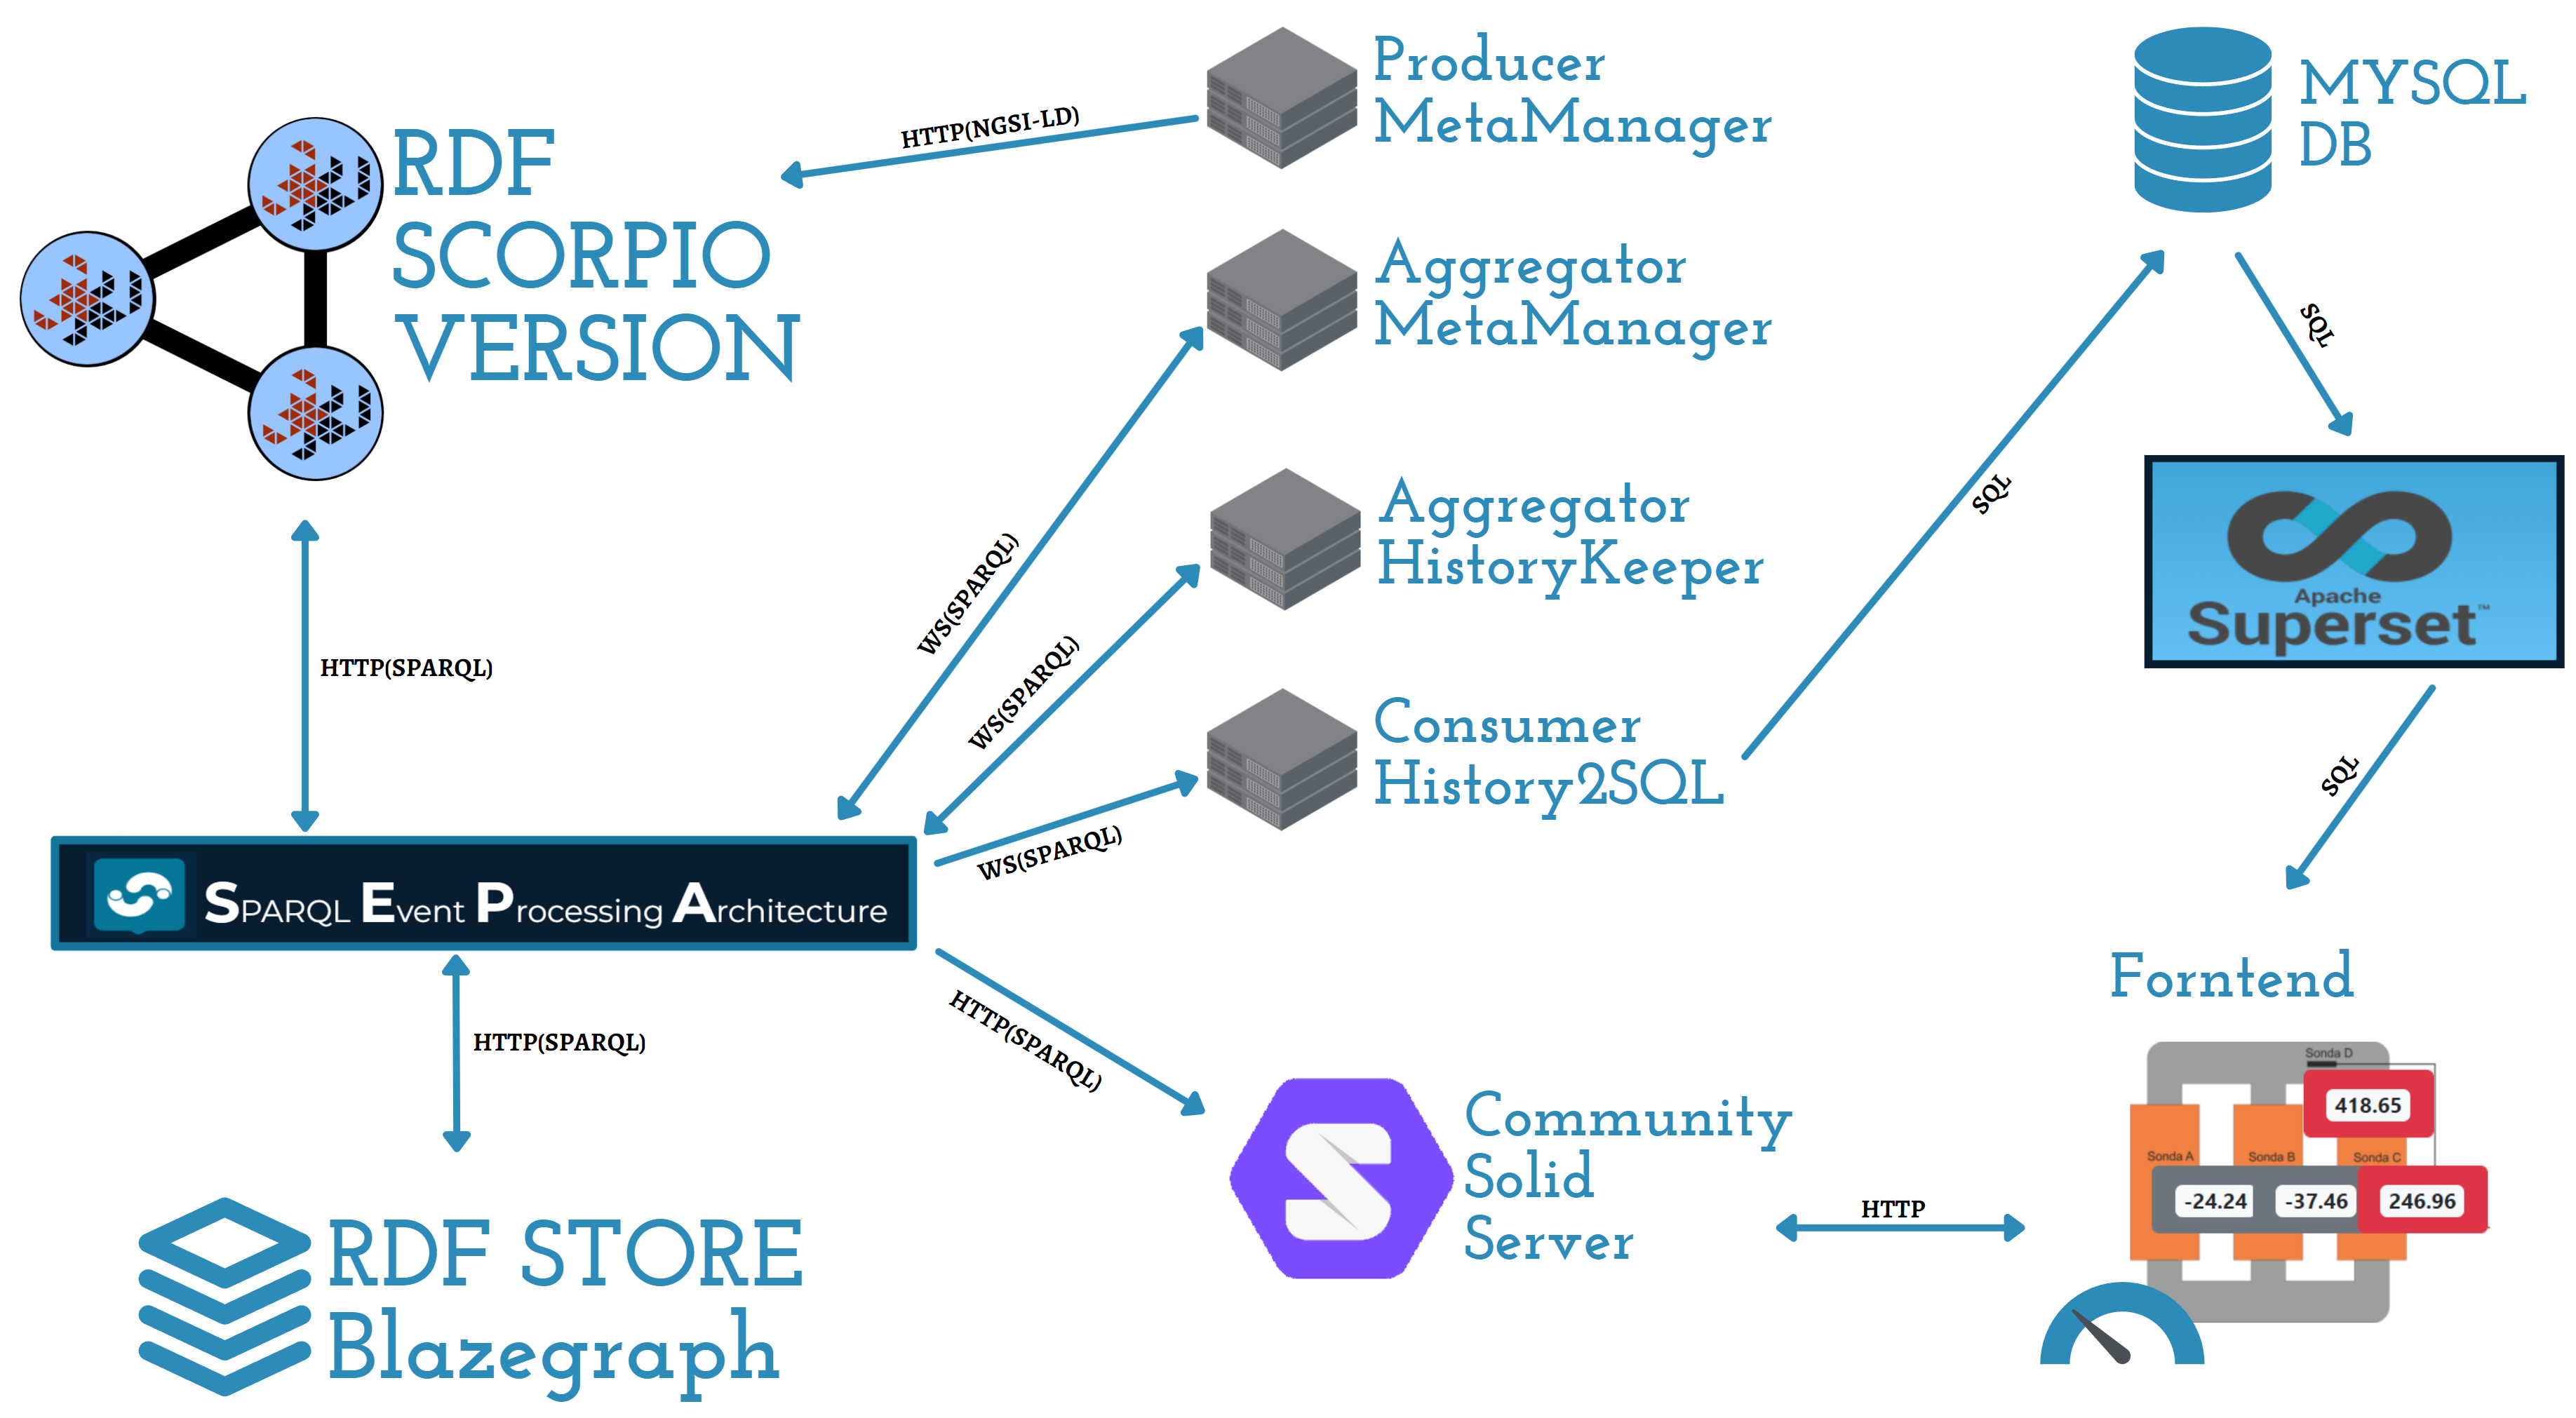 Producer
MetaManager
MYSQL
DB
HTTP(NGSI-LD)
RDF
SCORPIO
VERSION
Aggregator
MetaManager
SQL
Aggregator
HistoryKeeper
SQL
Apache
Superset™
WS(SPARQL)
HTTP(SPARQL)
WS(SPARQL)
Consumer
History2SQL
SQL
WS(SPARQL)
SPARQL Event Processing Architecture
HTTP(SPARQL)
HTTP(SPARQL)
Forntend
Sonda D
418.65
Sonda A
Sonda B
Sonda C
-24.24
-37.46
246.96
Community
Solid
Server
HTTP
RDF STORE
Blazegraph